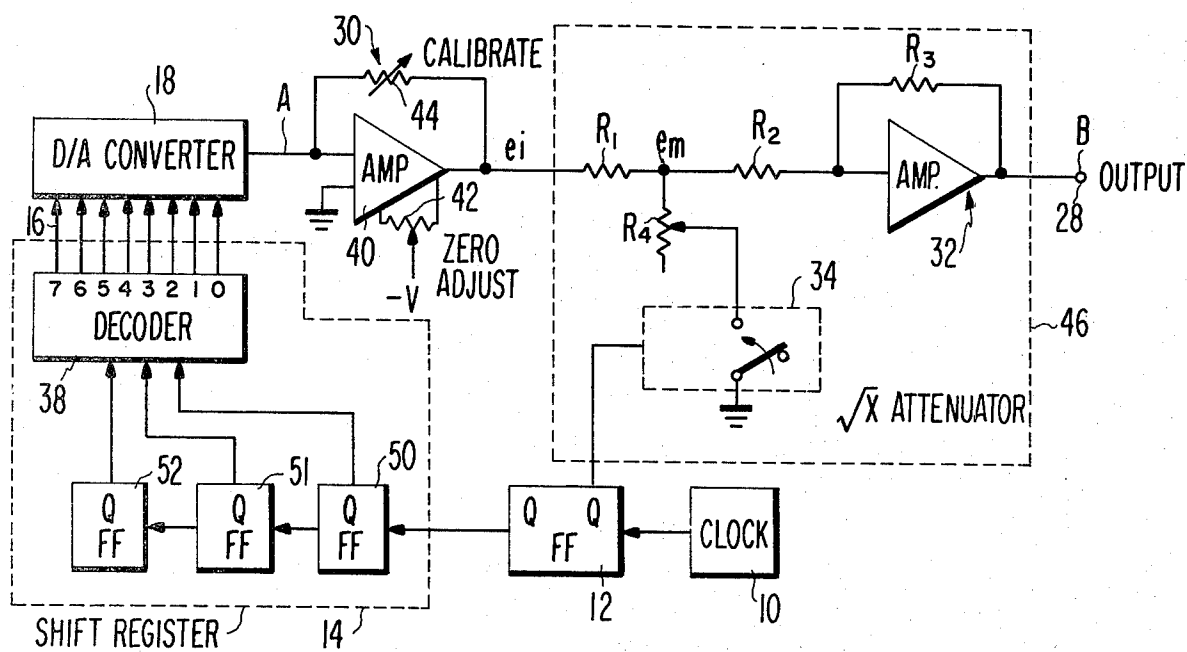 30
CALIBRATE
18
A
44
D/A CONVERTER
AMP
ei
R1
em
R2
R3
AMP.
B
OUTPUT
28
32
16
40
42
ZERO
ADJUST
-V
R4
34
46
7 6 5 4 3 2 1 0
DECODER
38
√X ATTENUATOR
52
51
50
Q
FF
Q
FF
Q
FF
Q Q
FF
CLOCK
12
10
SHIFT REGISTER
14